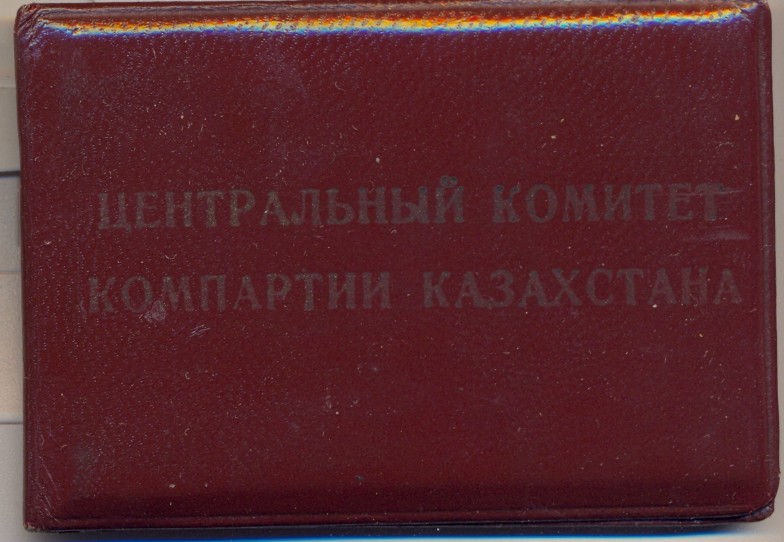 ЦЕНТРАЛЬНЫЙ КОМИТЕТ
КОМПАРТИИ КАЗАХСТАНА